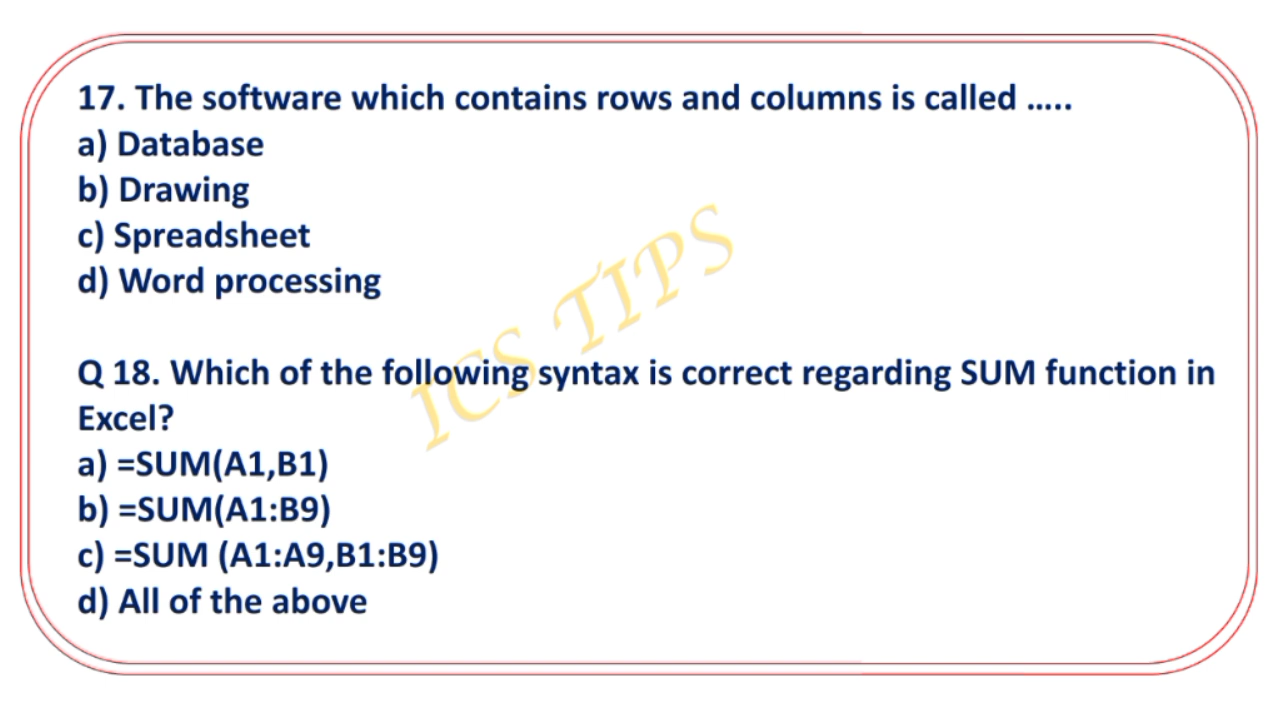 17. The software which contains rows and columns is called .....
a) Database
b) Drawing
c) Spreadsheet
d) Word processing
ICS TIPS
Q 18. Which of the following syntax is correct regarding SUM function in
Excel?
a) =SUM(A1,B1)
b) =SUM(A1:B9)
c) =SUM (A1:A9,B1:B9)
d) All of the above